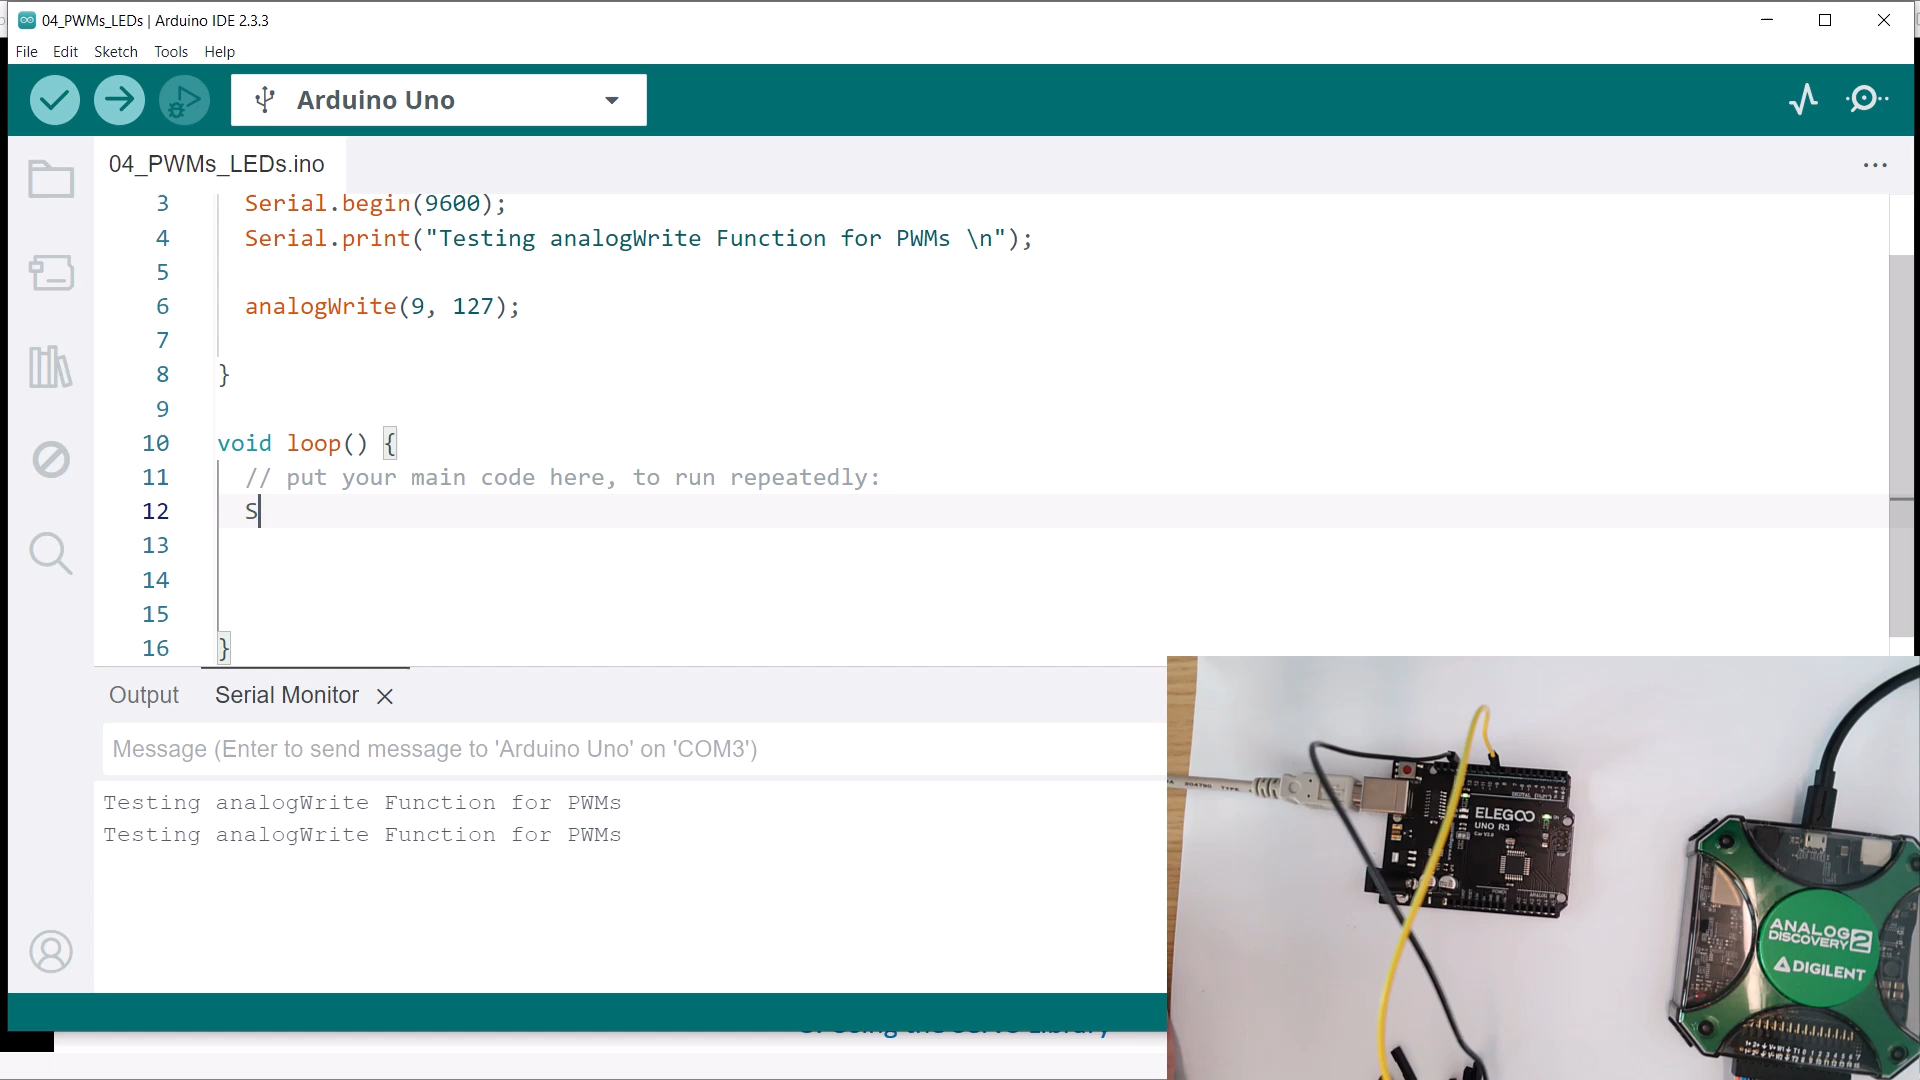 04_PWMs_LEDs | Arduino IDE 2.3.3
File Edit Sketch Tools Help
Arduino Uno
04_PWMs_LEDs.ino
3 Serial.begin(9600);
4 Serial.print("Testing analogWrite Function for PWMs \n");
5
6 analogWrite(9, 127);
7
8 }
9
10 void loop() {
11 // put your main code here, to run repeatedly:
12 S
13
14
15
16 }
Output Serial Monitor
Message (Enter to send message to 'Arduino Uno' on 'COM3')
Testing analogWrite Function for PWMs
Testing analogWrite Function for PWMs
ELEGOO
UNO R3
ANALOG
DISCOVERY 2
DIGILENT